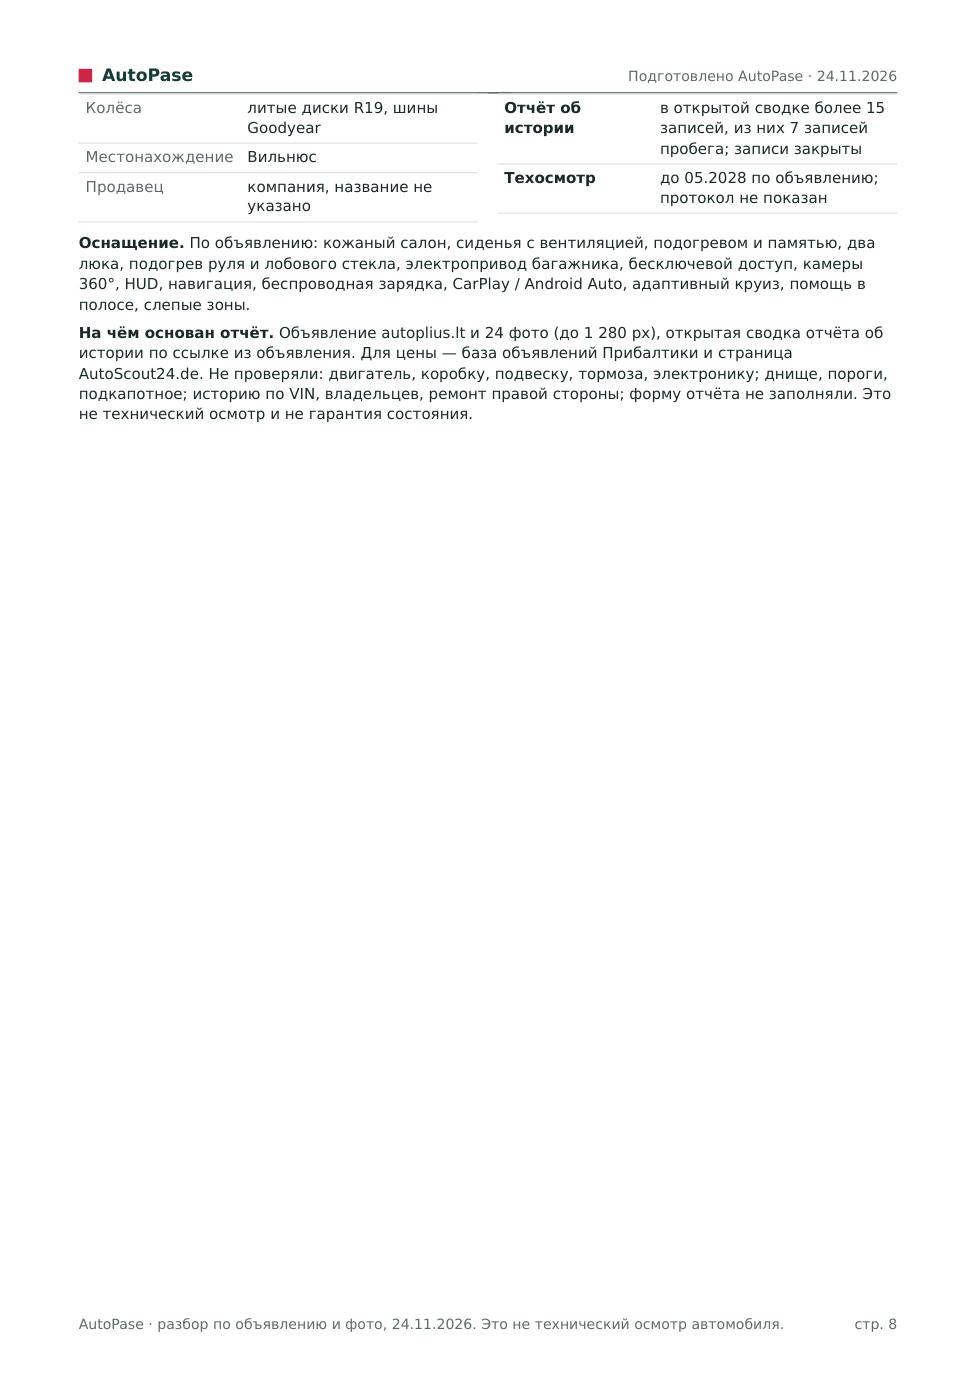 AutoPase
Подготовлено AutoPase · 24.11.2026
Колёса
литые диски R19, шины
Goodyear
Местонахождение
Вильнюс
Продавец
компания, название не
указано
Отчёт об
истории
в открытой сводке более 15
записей, из них 7 записей
пробега; записи закрыты
Техосмотр
до 05.2028 по объявлению;
протокол не показан
Оснащение. По объявлению: кожаный салон, сиденья с вентиляцией, подогревом и памятью, два
люка, подогрев руля и лобового стекла, электропривод багажника, бесключевой доступ, камеры
360°, HUD, навигация, беспроводная зарядка, CarPlay / Android Auto, адаптивный круиз, помощь в
полосе, слепые зоны.
На чём основан отчёт. Объявление autoplius.lt и 24 фото (до 1 280 px), открытая сводка отчёта об
истории по ссылке из объявления. Для цены — база объявлений Прибалтики и страница
AutoScout24.de. Не проверяли: двигатель, коробку, подвеску, тормоза, электронику; днище, пороги,
подкапотное; историю по VIN, владельцев, ремонт правой стороны; форму отчёта не заполняли. Это
не технический осмотр и не гарантия состояния.
AutoPase · разбор по объявлению и фото, 24.11.2026. Это не технический осмотр автомобиля.
стр. 8